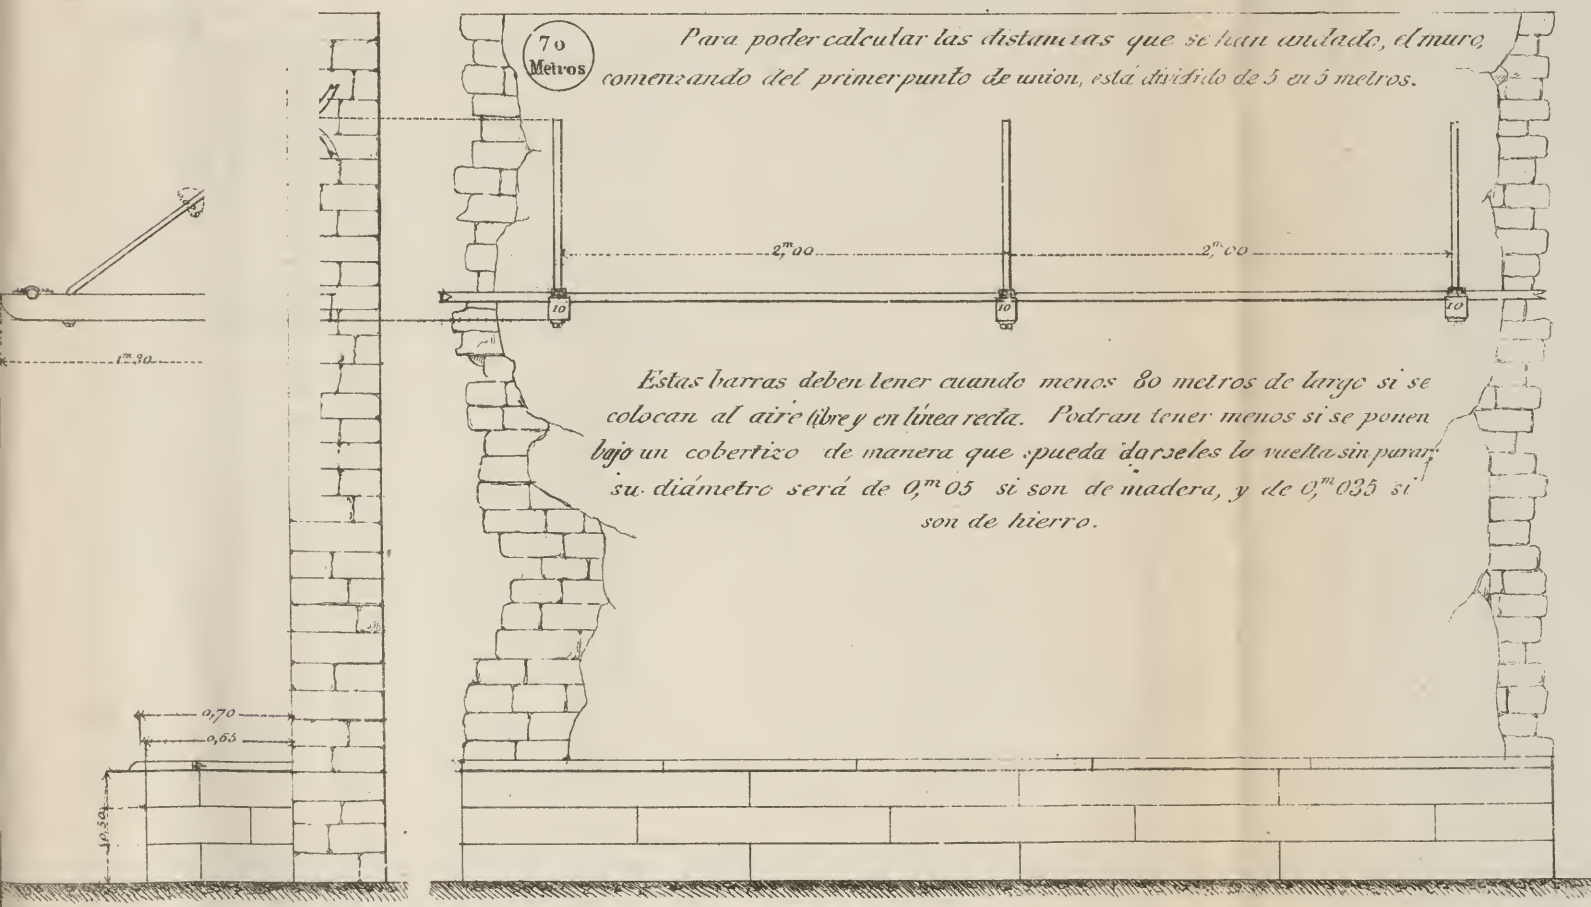 70
Metros
Para poder calcular las distancias que se han andado, el muro,
comenzando del primer punto de union, está dividido de 5 en 5 metros.
2,m00
2,m00
10
10
10
1m30
Estas barras deben tener cuando menos 80 metros de largo si se
colocan al aire libre y en línea recta. Podran tener menos si se ponen
bajo un cobertizo de manera que pueda darseles la vuelta sin parar;
su diámetro será de 0,m05 si son de madera, y de 0,m035 si
son de hierro.
0,70
0,65
0,50